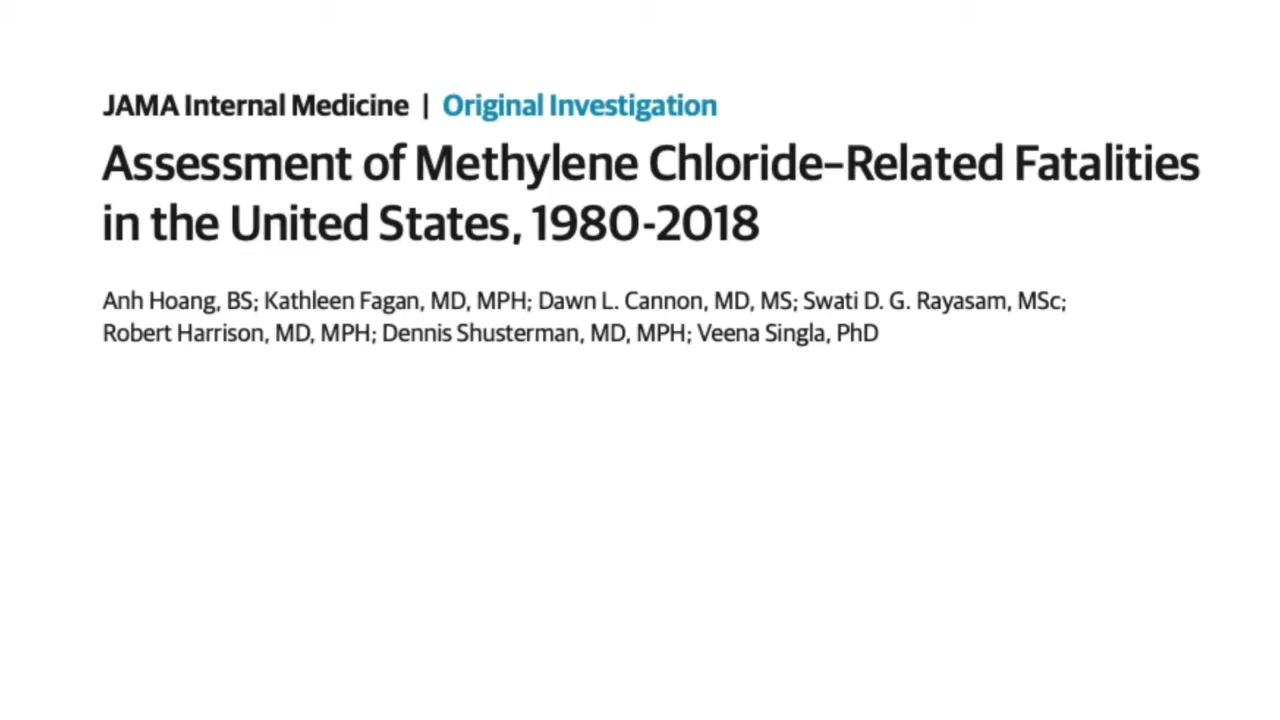 JAMA Internal Medicine | Original Investigation
Assessment of Methylene Chloride–Related Fatalities
in the United States, 1980-2018
Anh Hoang, BS; Kathleen Fagan, MD, MPH; Dawn L. Cannon, MD, MS; Swati D. G. Rayasam, MSc;
Robert Harrison, MD, MPH; Dennis Shusterman, MD, MPH; Veena Singla, PhD